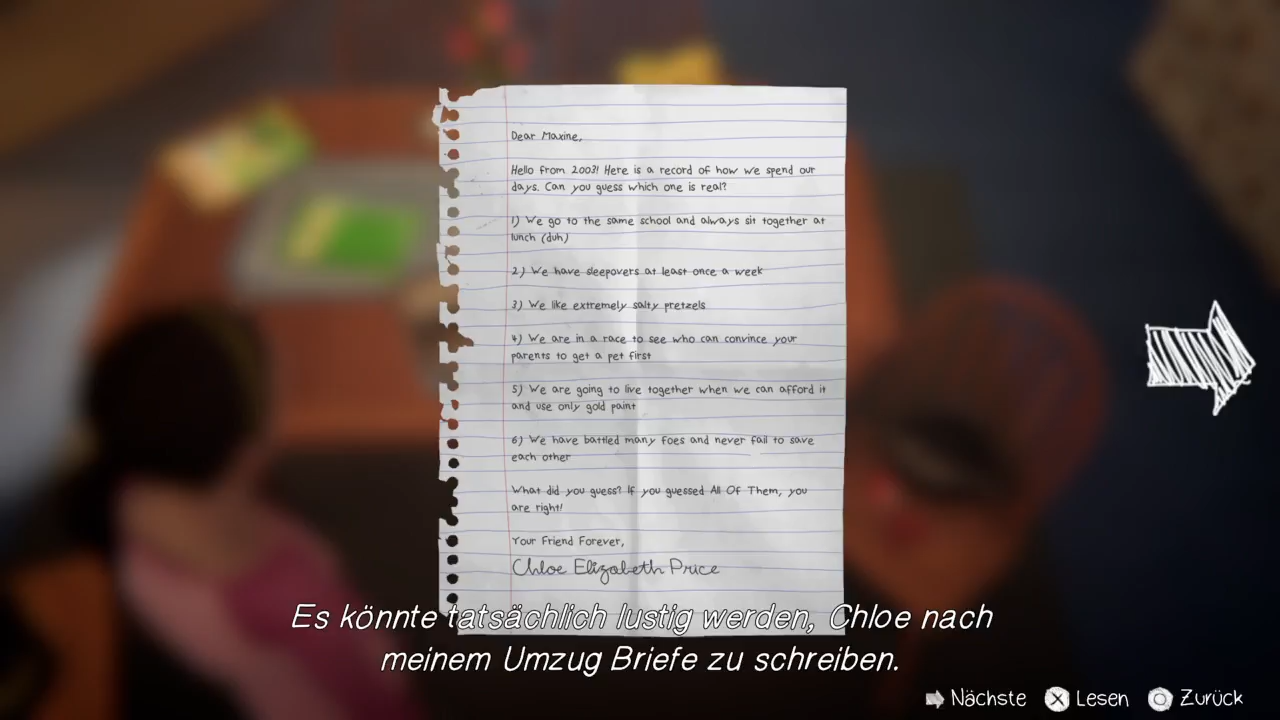 Dear Maxine,
Hello from 2003! Here is a record of how we spend our
days. Can you guess which one is real?
1) We go to the same school and always sit together at
lunch (duh)
2) We have sleepovers at least once a week
3) We like extremely salty pretzels
4) We are in a race to see who can convince your
parents to get a pet first
5) We are going to live together when we can afford it
and use only gold paint
6) We have battled many foes and never fail to save
each other
What did you guess? If you guessed All Of Them, you
are right!
Your Friend Forever,
Chloe Elizabeth Price
Es könnte tatsächlich lustig werden, Chloe nach
meinem Umzug Briefe zu schreiben.
Nächste Lesen Zurück